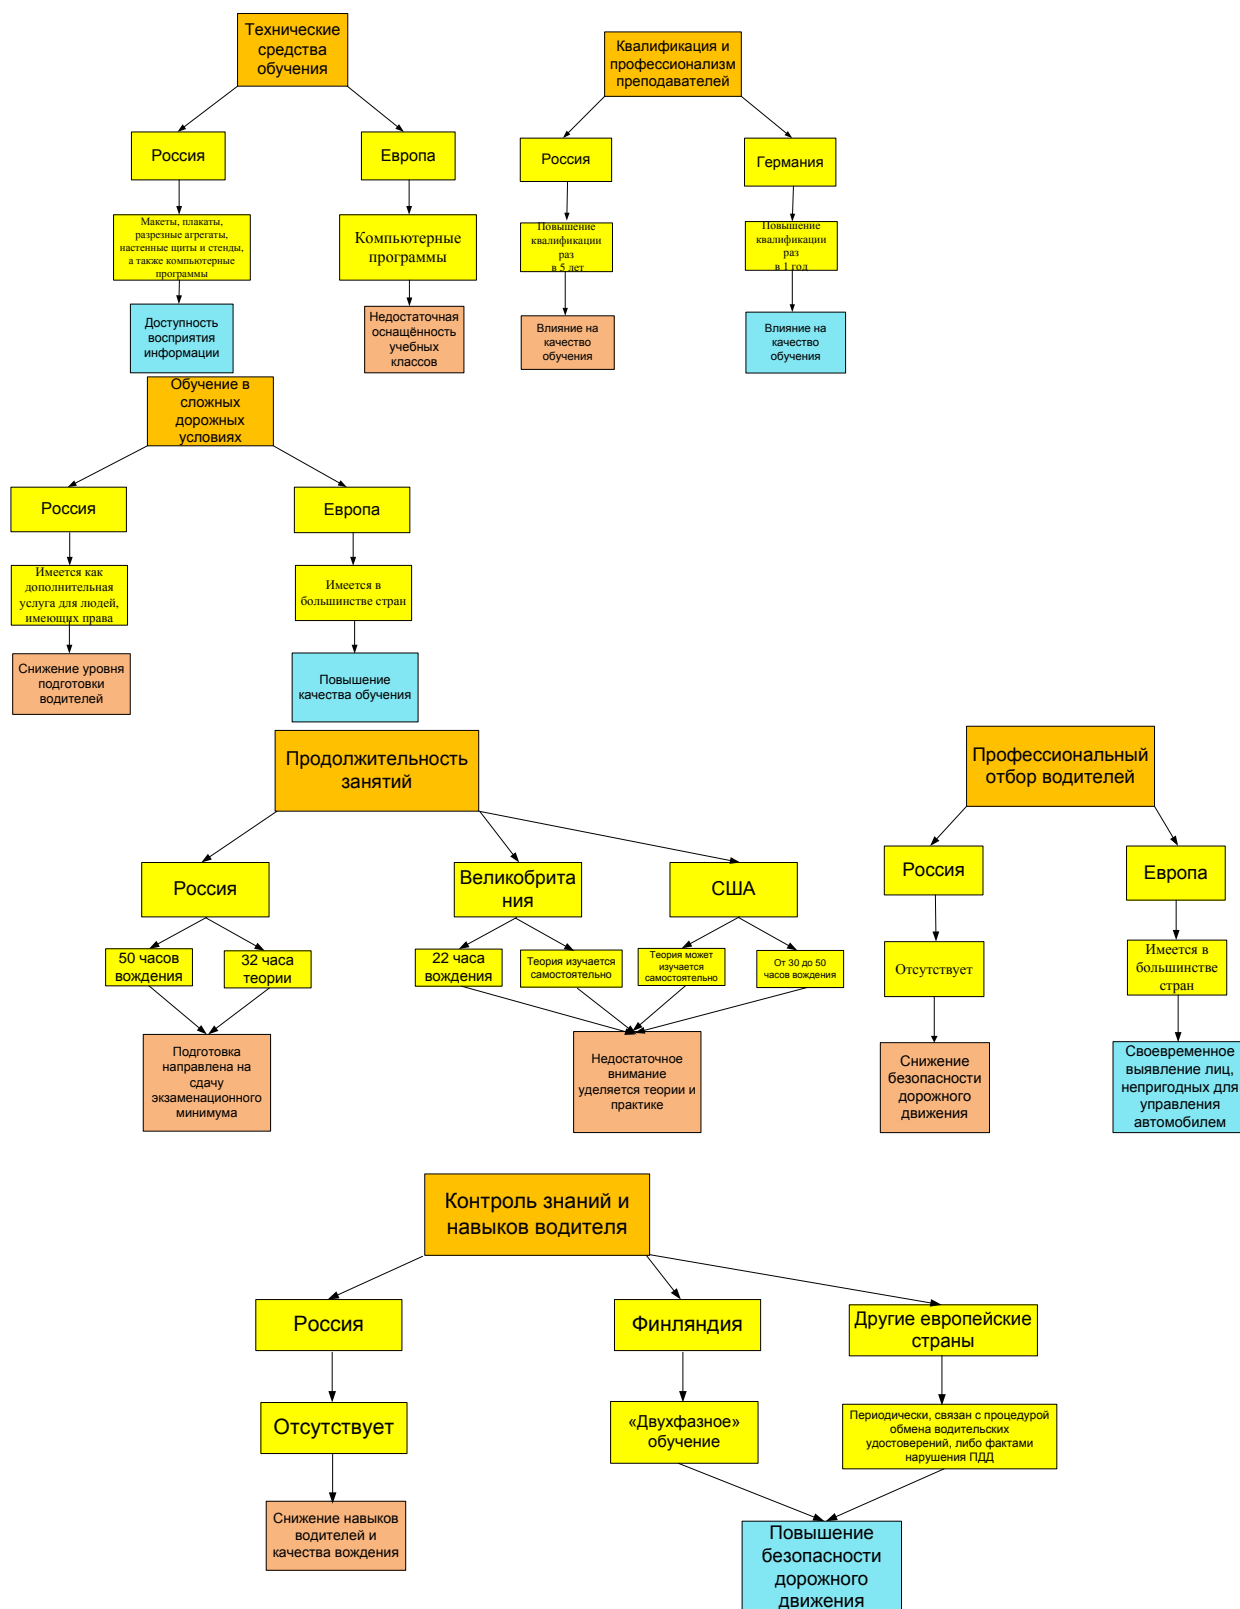 Технические
средства
обучения
Россия
Европа
Макеты, плакаты,
разрезные агрегаты,
настенные щиты и стенды,
а также компьютерные
программы
Компьютерные
программы
Доступность
восприятия
информации
Недостаточная
оснащённость
учебных
классов
Квалификация и
профессионализм
преподавателей
Россия
Германия
Повышение
квалификации
раз
в 5 лет
Повышение
квалификации
раз
в 1 год
Влияние на
качество
обучения
Влияние на
качество
обучения
Обучение в
сложных
дорожных
условиях
Россия
Европа
Имеется как
дополнительная
услуга для людей,
имеющих права
Имеется в
большинстве стран
Снижение уровня
подготовки
водителей
Повышение
качества обучения
Продолжительность
занятий
Россия
Великобрита
ния
США
50 часов
вождения
32 часа
теории
22 часа
вождения
Теория изучается
самостоятельно
Теория может
изучается
самостоятельно
От 30 до 50
часов вождения
Подготовка
направлена на
сдачу
экзаменационного
минимума
Недостаточное
внимание
уделяется теории и
практике
Профессиональный
отбор водителей
Россия
Европа
Отсутствует
Имеется в
большинстве
стран
Снижение
безопасности
дорожного
движения
Своевременное
выявление лиц,
непригодных для
управления
автомобилем
Контроль знаний и
навыков водителя
Россия
Финляндия
Другие европейские
страны
Отсутствует
«Двухфазное»
обучение
Периодически, связан с процедурой
обмена водительских
удостоверений, либо фактами
нарушения ПДД
Снижение навыков
водителей и
качества вождения
Повышение
безопасности
дорожного
движения